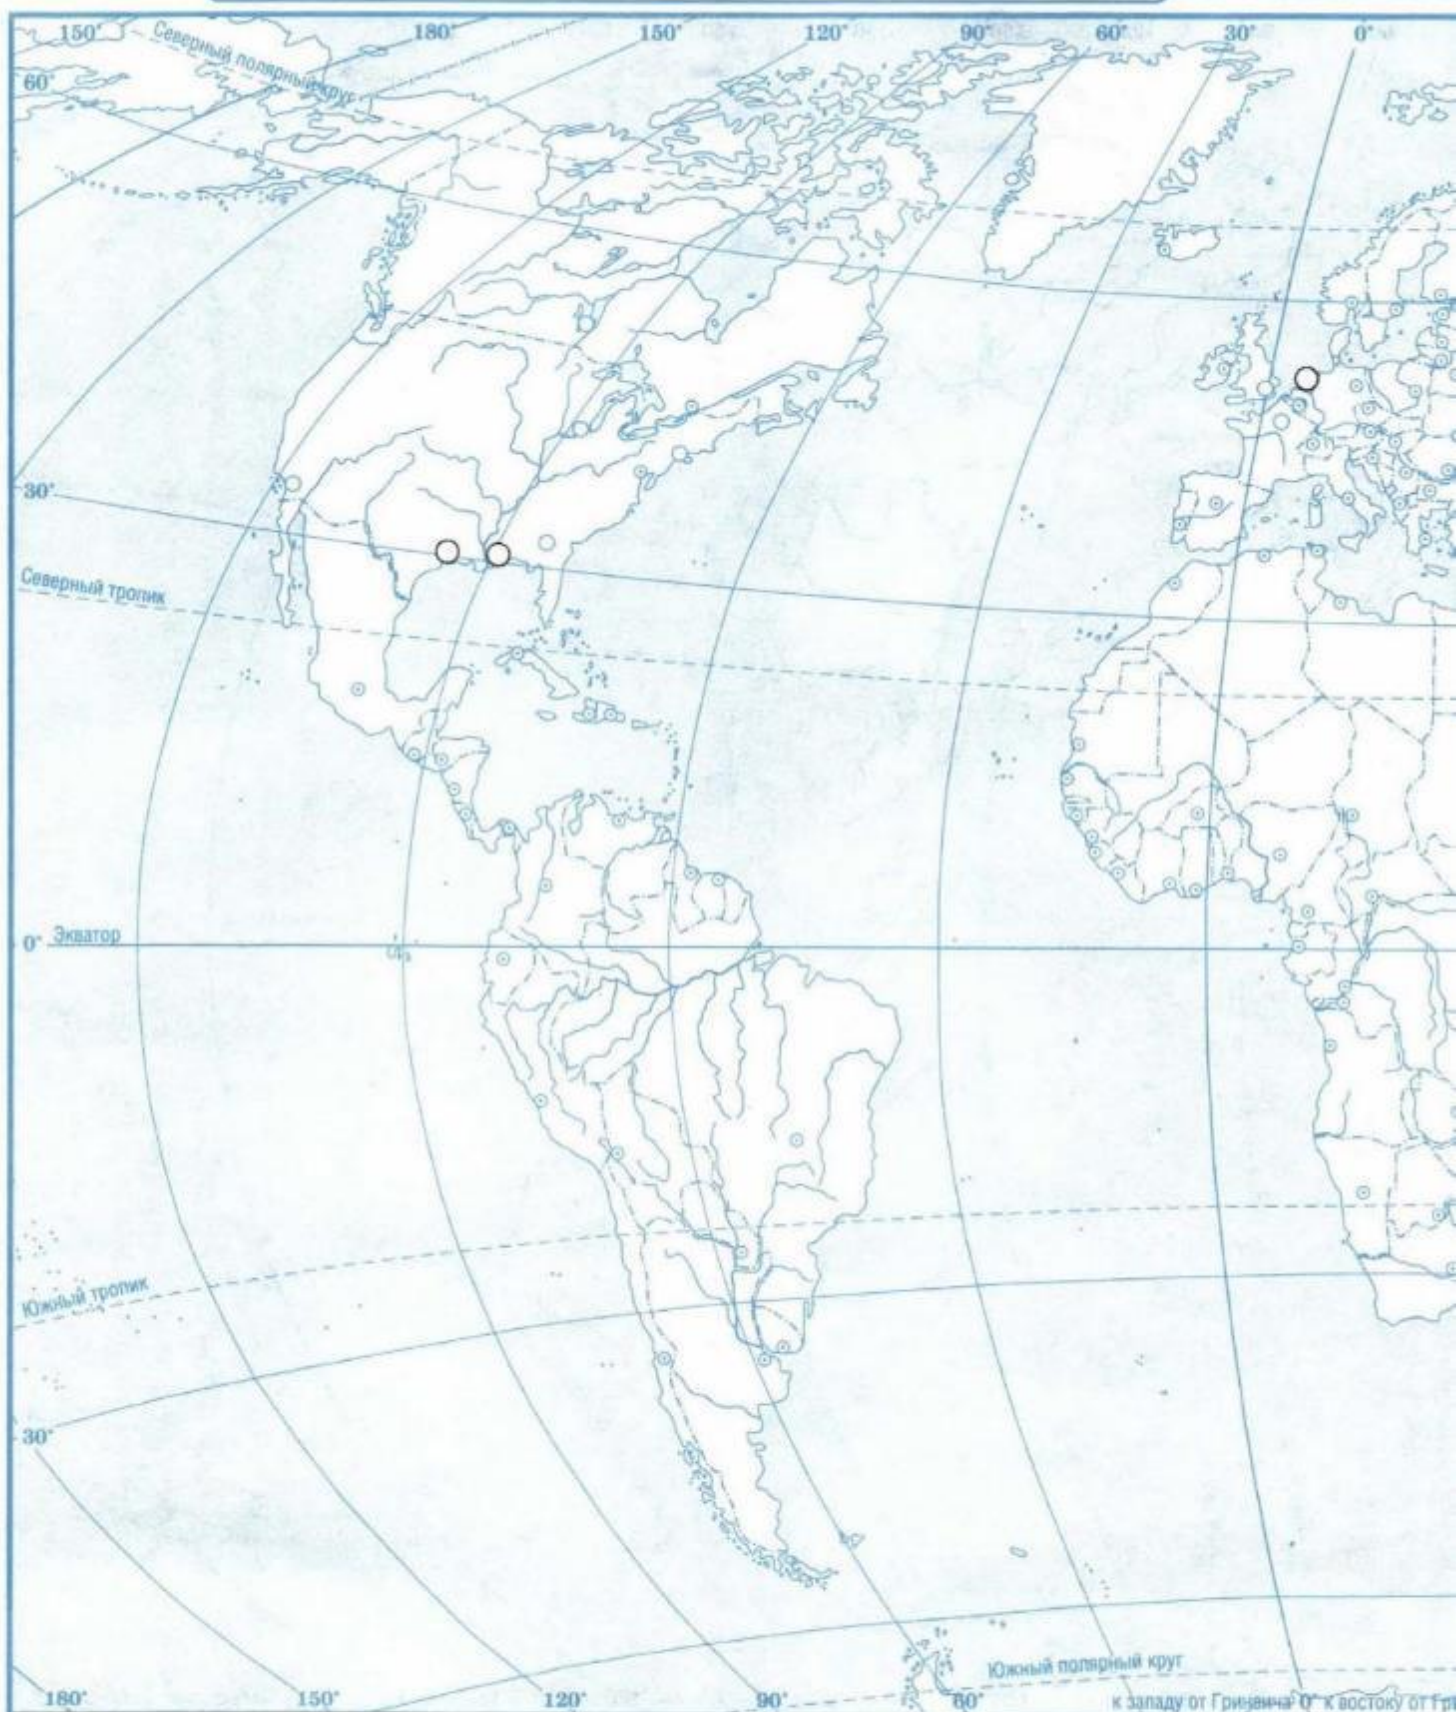 150° 180° 150° 120° 90° 60° 30° 0°
Северный полярный круг
60°
30°
Северный тропик
0° Экватор
Южный тропик
30°
Южный полярный круг
180° 150° 120° 90° 60° к западу от Гринвича 0° к востоку от Гри